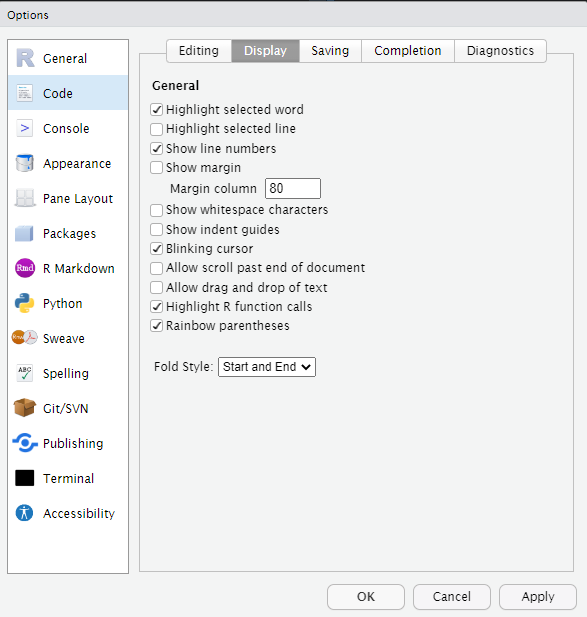 Options
General
Code
Console
Appearance
Pane Layout
Packages
R Markdown
Python
Sweave
Spelling
Git/SVN
Publishing
Terminal
Accessibility
Editing Display Saving Completion Diagnostics
General
Highlight selected word
Highlight selected line
Show line numbers
Show margin
Margin column 80
Show whitespace characters
Show indent guides
Blinking cursor
Allow scroll past end of document
Allow drag and drop of text
Highlight R function calls
Rainbow parentheses
Fold Style: Start and End
OK Cancel Apply